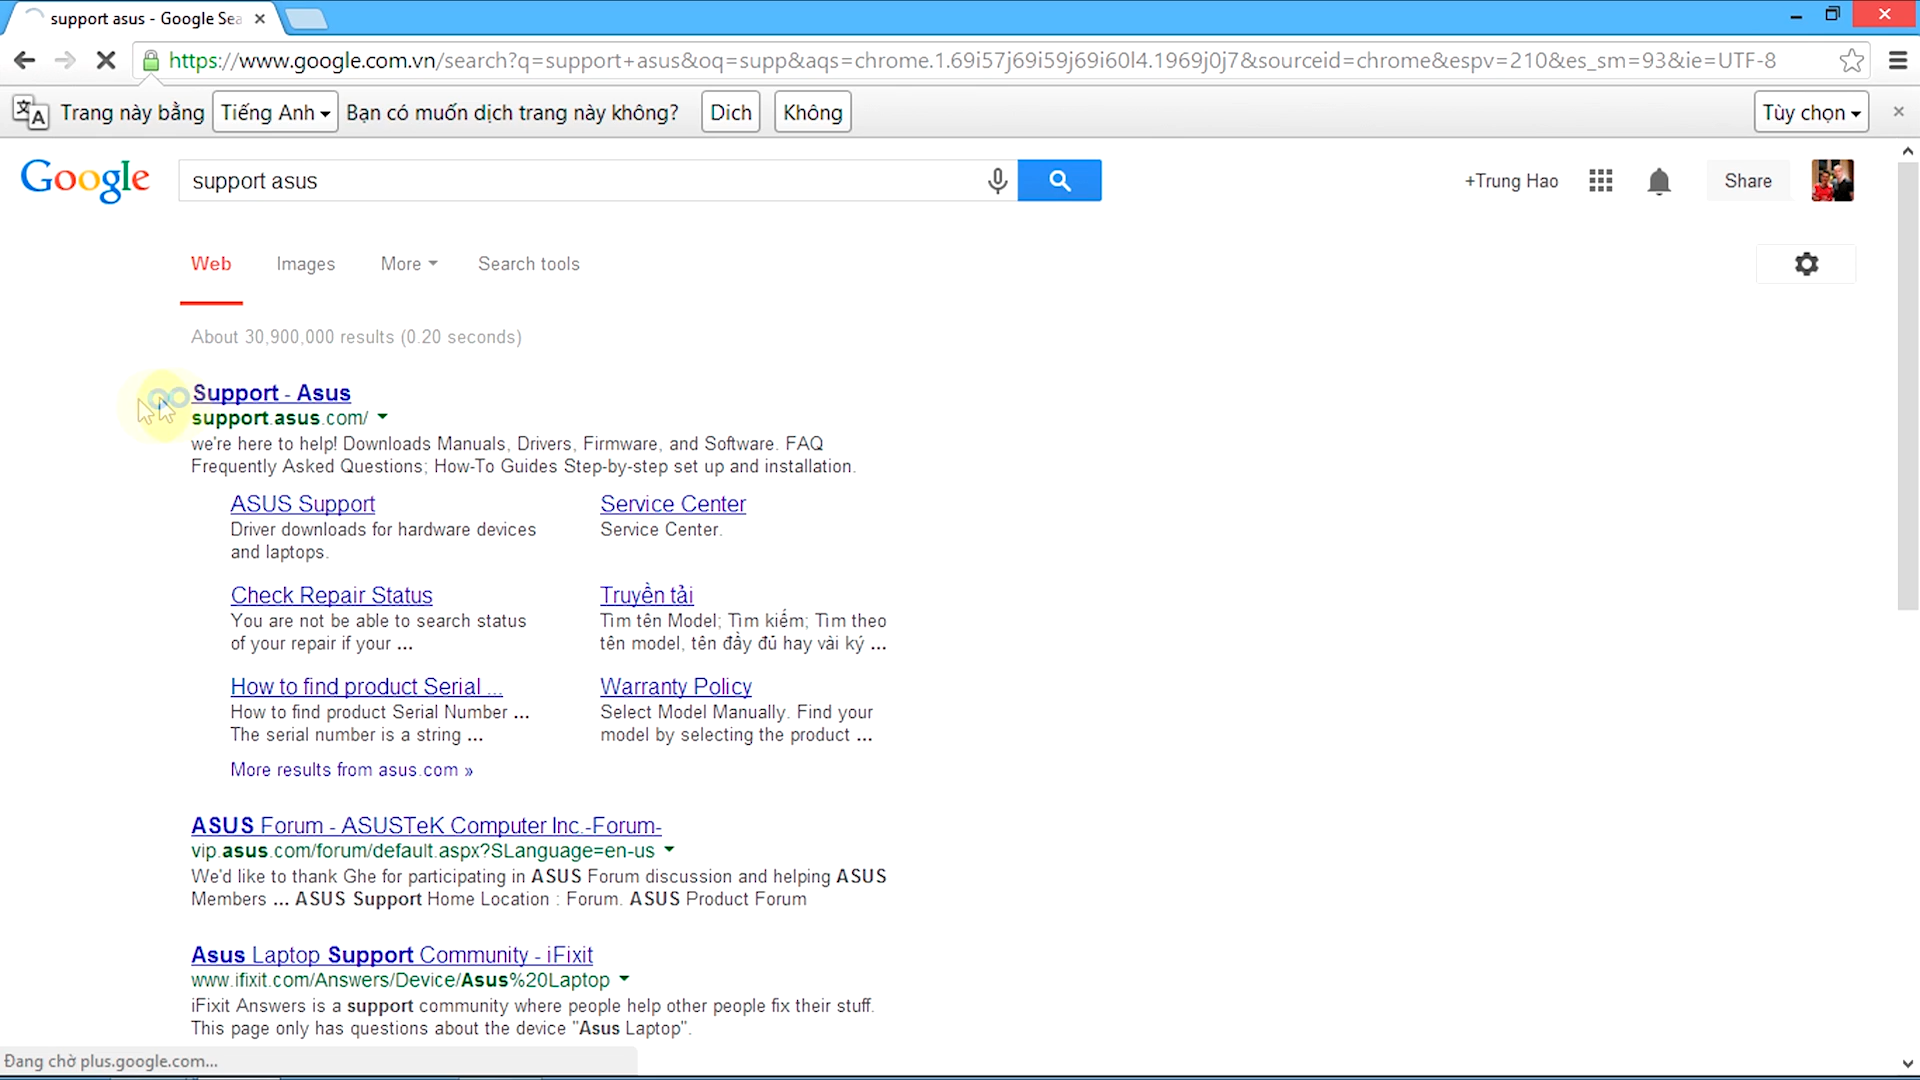 support asus - Google Sea
https://www.google.com.vn/search?q=support+asus&oq=supp&aqs=chrome.1.69i57j69i59j69i60l4.1969j0j7&sourceid=chrome&espv=210&es_sm=93&ie=UTF-8
Trang này bằng Tiếng Anh Bạn có muốn dịch trang này không? Dịch Không Tùy chọn
Google support asus +Trung Hao Share
Web Images More Search tools
About 30,900,000 results (0.20 seconds)
Support - Asus
support.asus.com/
we're here to help! Downloads Manuals, Drivers, Firmware, and Software. FAQ
Frequently Asked Questions; How-To Guides Step-by-step set up and installation.
ASUS Support
Driver downloads for hardware devices
and laptops.
Service Center
Service Center.
Check Repair Status
You are not be able to search status
of your repair if your ...
Truyền tải
Tìm tên Model; Tìm kiếm; Tìm theo
tên model, tên đầy đủ hay vài ký ...
How to find product Serial ...
How to find product Serial Number ...
The serial number is a string ...
Warranty Policy
Select Model Manually. Find your
model by selecting the product ...
More results from asus.com »
ASUS Forum - ASUSTeK Computer Inc.-Forum-
vip.asus.com/forum/default.aspx?SLanguage=en-us
We'd like to thank Ghe for participating in ASUS Forum discussion and helping ASUS
Members ... ASUS Support Home Location : Forum. ASUS Product Forum
Asus Laptop Support Community - iFixit
www.ifixit.com/Answers/Device/Asus%20Laptop
iFixit Answers is a support community where people help other people fix their stuff.
This page only has questions about the device "Asus Laptop".
Đang chờ plus.google.com...